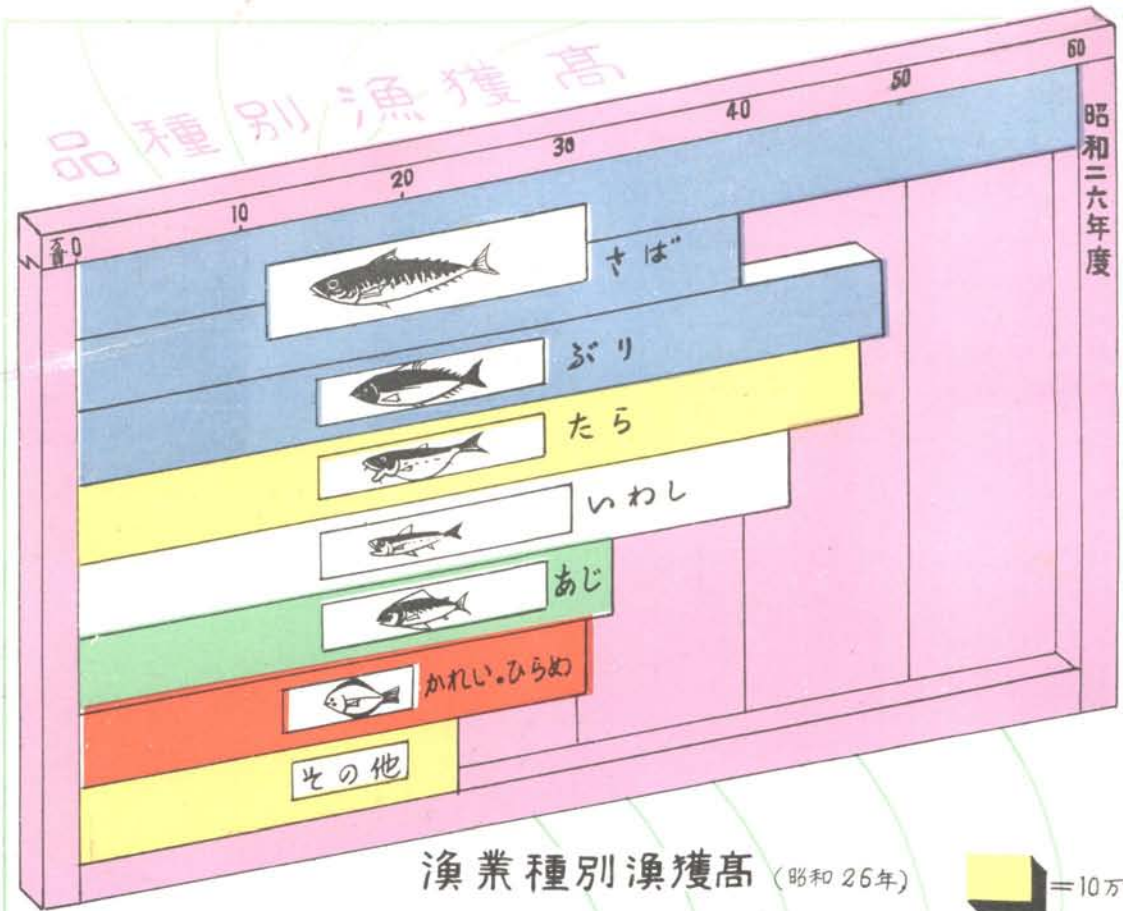 品種別漁獲高
0 10 20 30 40 50 60
昭和二六年度
さば
ぶり
たら
いわし
あじ
かれい。ひらめ
その他
漁業種別漁獲高 (昭和26年)
=10万